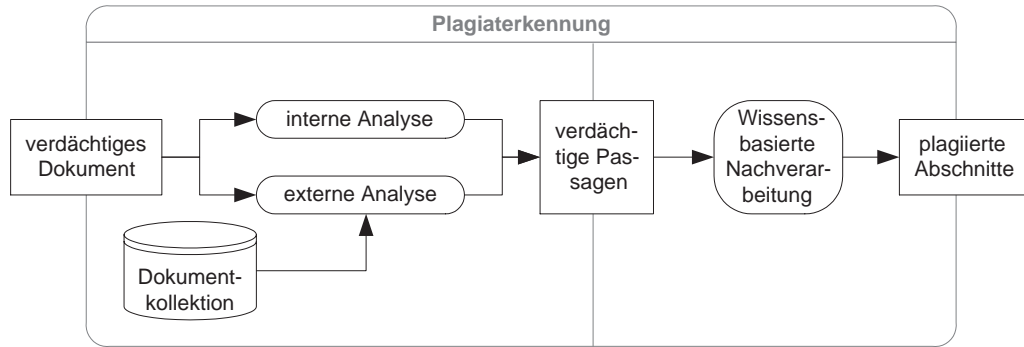 Plagiaterkennung
verdächtiges
Dokument
interne Analyse
externe Analyse
Dokument-
kollektion
verdäch-
tige Pas-
sagen
Wissens-
basierte
Nachverar-
beitung
plagiierte
Abschnitte